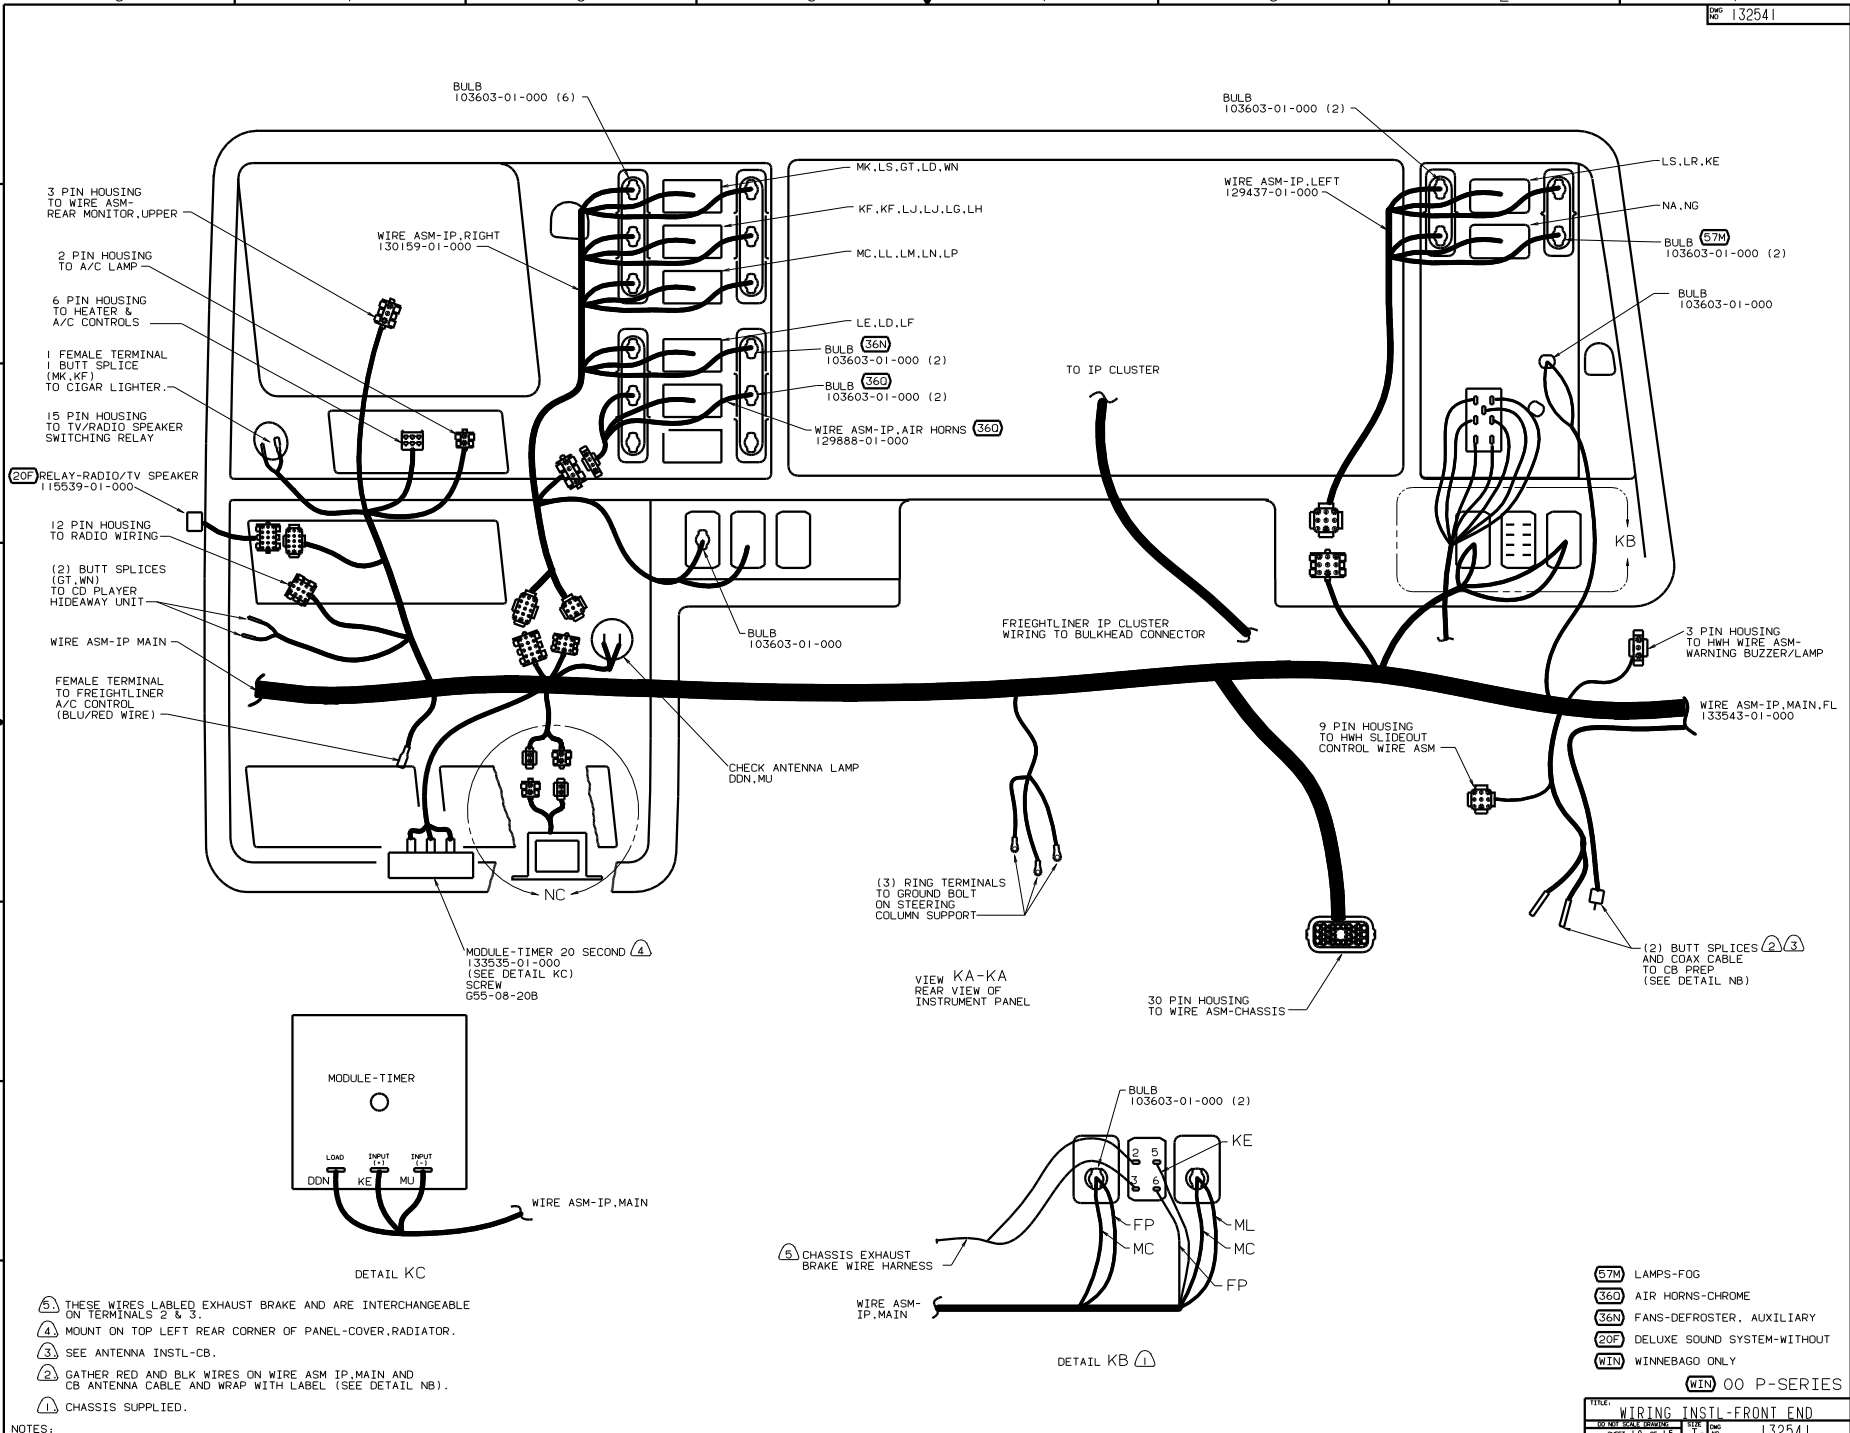 DWG NO 132541
BULB
103603-01-000 (6)
BULB
103603-01-000 (2)
3 PIN HOUSING
TO WIRE ASM-
REAR MONITOR,UPPER
2 PIN HOUSING
TO A/C LAMP
6 PIN HOUSING
TO HEATER &
A/C CONTROLS
1 FEMALE TERMINAL
1 BUTT SPLICE
(MK,KF)
TO CIGAR LIGHTER.
15 PIN HOUSING
TO TV/RADIO SPEAKER
SWITCHING RELAY
20F RELAY-RADIO/TV SPEAKER
115539-01-000
12 PIN HOUSING
TO RADIO WIRING
(2) BUTT SPLICES
(GT,WN)
TO CD PLAYER
HIDEAWAY UNIT
WIRE ASM-IP MAIN
FEMALE TERMINAL
TO FREIGHTLINER
A/C CONTROL
(BLU/RED WIRE)
WIRE ASM-IP,RIGHT
130159-01-000
MK,LS,GT,LD,WN
KF,KF,LJ,LJ,LG,LH
MC,LL,LM,LN,LP
LE,LD,LF
BULB 36N
103603-01-000 (2)
BULB 36Q
103603-01-000 (2)
WIRE ASM-IP,AIR HORNS 36Q
129888-01-000
WIRE ASM-IP,LEFT
129437-01-000
LS,LR,KE
NA,NG
BULB 57M
103603-01-000 (2)
BULB
103603-01-000
TO IP CLUSTER
KB
BULB
103603-01-000
FRIEGHTLINER IP CLUSTER
WIRING TO BULKHEAD CONNECTOR
3 PIN HOUSING
TO HWH WIRE ASM-
WARNING BUZZER/LAMP
WIRE ASM-IP,MAIN,FL
133543-01-000
9 PIN HOUSING
TO HWH SLIDEOUT
CONTROL WIRE ASM
CHECK ANTENNA LAMP
DDN,MU
NC
(3) RING TERMINALS
TO GROUND BOLT
ON STEERING
COLUMN SUPPORT
MODULE-TIMER 20 SECOND 4
133535-01-000
(SEE DETAIL KC)
SCREW
G55-08-20B
VIEW KA-KA
REAR VIEW OF
INSTRUMENT PANEL
30 PIN HOUSING
TO WIRE ASM-CHASSIS
(2) BUTT SPLICES 2 3
AND COAX CABLE
TO CB PREP
(SEE DETAIL NB)
MODULE-TIMER
LOAD
INPUT
(+)
INPUT
(-)
DDN
KE
MU
WIRE ASM-IP,MAIN
DETAIL KC
BULB
103603-01-000 (2)
2 5
3 6
KE
FP
MC
ML
MC
FP
5 CHASSIS EXHAUST
BRAKE WIRE HARNESS
WIRE ASM-
IP,MAIN
DETAIL KB 1
5. THESE WIRES LABLED EXHAUST BRAKE AND ARE INTERCHANGEABLE
ON TERMINALS 2 & 3.
4. MOUNT ON TOP LEFT REAR CORNER OF PANEL-COVER,RADIATOR.
3. SEE ANTENNA INSTL-CB.
2. GATHER RED AND BLK WIRES ON WIRE ASM IP,MAIN AND
CB ANTENNA CABLE AND WRAP WITH LABEL (SEE DETAIL NB).
1. CHASSIS SUPPLIED.
NOTES:
57M LAMPS-FOG
36Q AIR HORNS-CHROME
36N FANS-DEFROSTER, AUXILIARY
20F DELUXE SOUND SYSTEM-WITHOUT
WIN WINNEBAGO ONLY
WIN 00 P-SERIES
TITLE:
WIRING INSTL-FRONT END
DO NOT SCALE DRAWING
SIZE
DWG
132541